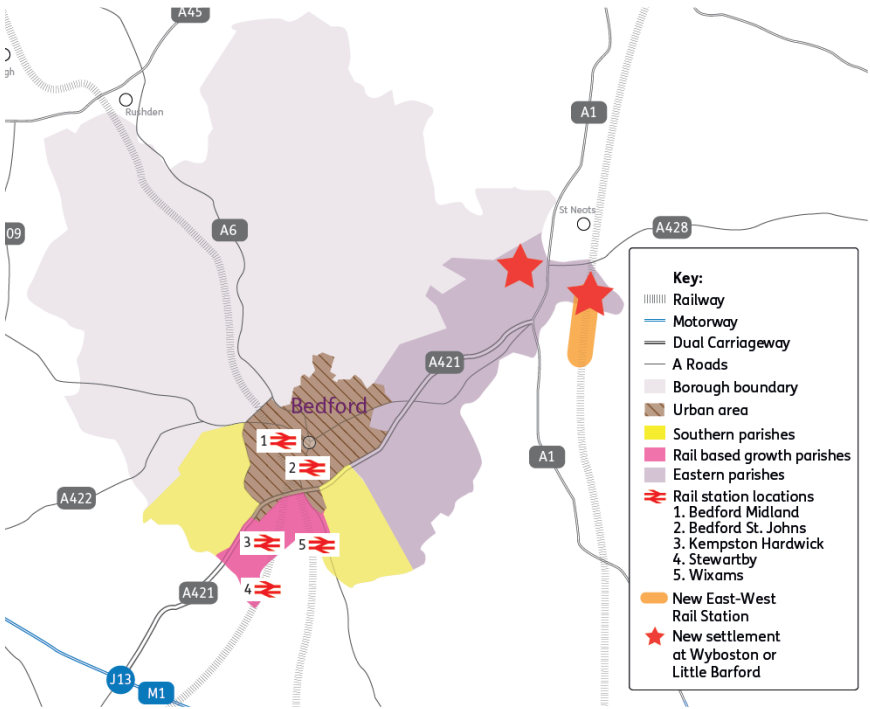 A45
gh
Rushden
A1
St Neots
A6
A428
09
A421
Bedford
1
2
A1
A422
3
5
4
A421
J13
M1
Key:
Railway
Motorway
Dual Carriageway
A Roads
Borough boundary
Urban area
Southern parishes
Rail based growth parishes
Eastern parishes
Rail station locations
1. Bedford Midland
2. Bedford St. Johns
3. Kempston Hardwick
4. Stewartby
5. Wixams
New East-West
Rail Station
New settlement
at Wyboston or
Little Barford